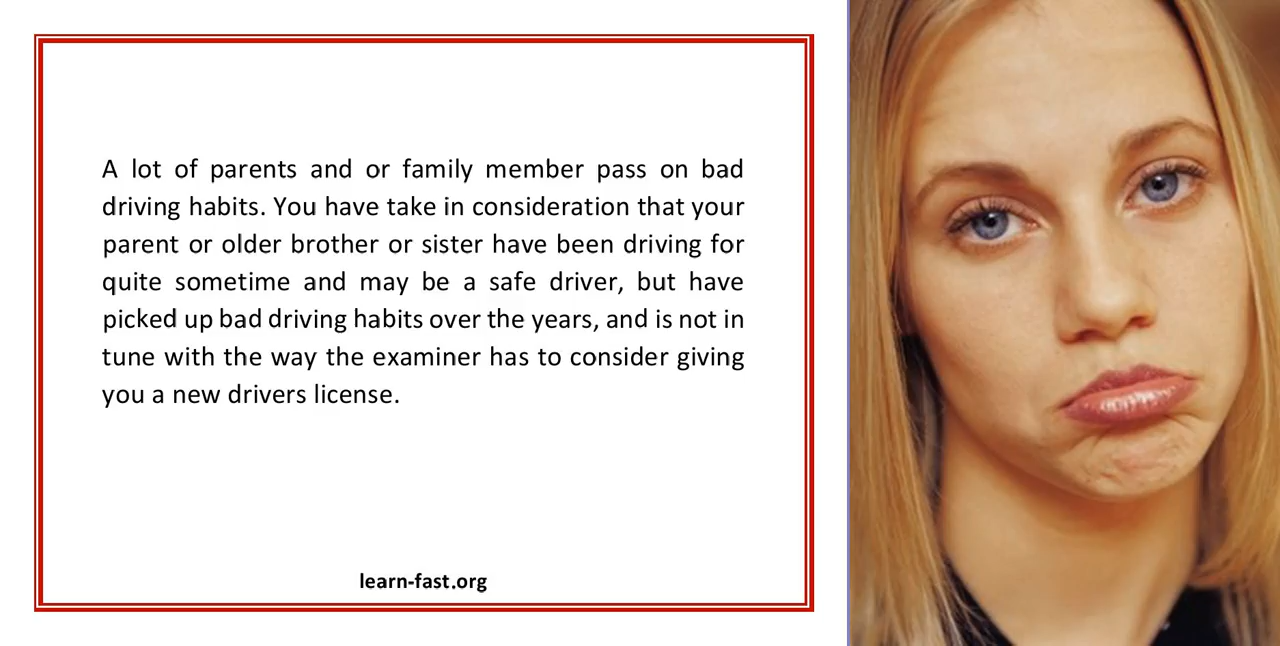 A lot of parents and or family member pass on bad
driving habits. You have take in consideration that your
parent or older brother or sister have been driving for
quite sometime and may be a safe driver, but have
picked up bad driving habits over the years, and is not in
tune with the way the examiner has to consider giving
you a new drivers license.
learn-fast.org